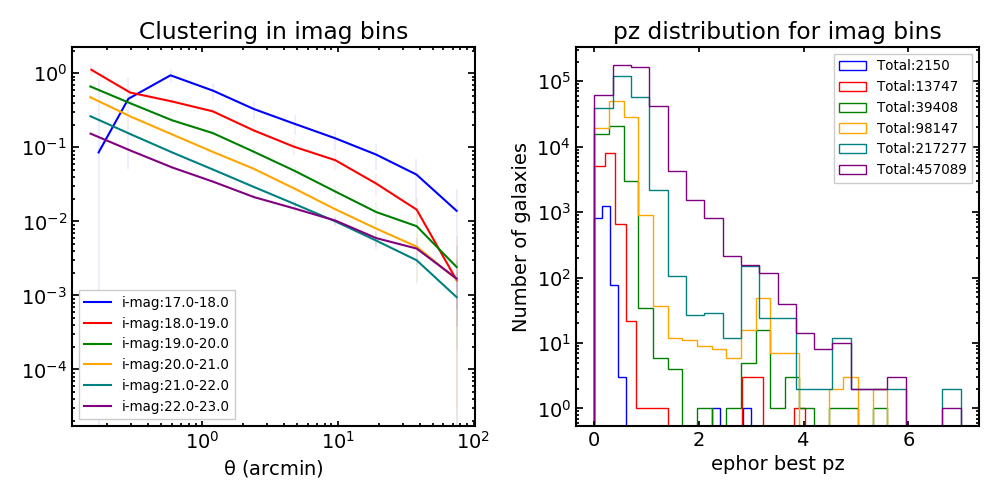 Clustering in imag bins
10⁰
10⁻¹
10⁻²
10⁻³
10⁻⁴
i-mag:17.0-18.0
i-mag:18.0-19.0
i-mag:19.0-20.0
i-mag:20.0-21.0
i-mag:21.0-22.0
i-mag:22.0-23.0
10⁰ 10¹ 10²
θ (arcmin)
pz distribution for imag bins
Number of galaxies
10⁵
10⁴
10³
10²
10¹
10⁰
Total:2150
Total:13747
Total:39408
Total:98147
Total:217277
Total:457089
0 2 4 6
ephor best pz